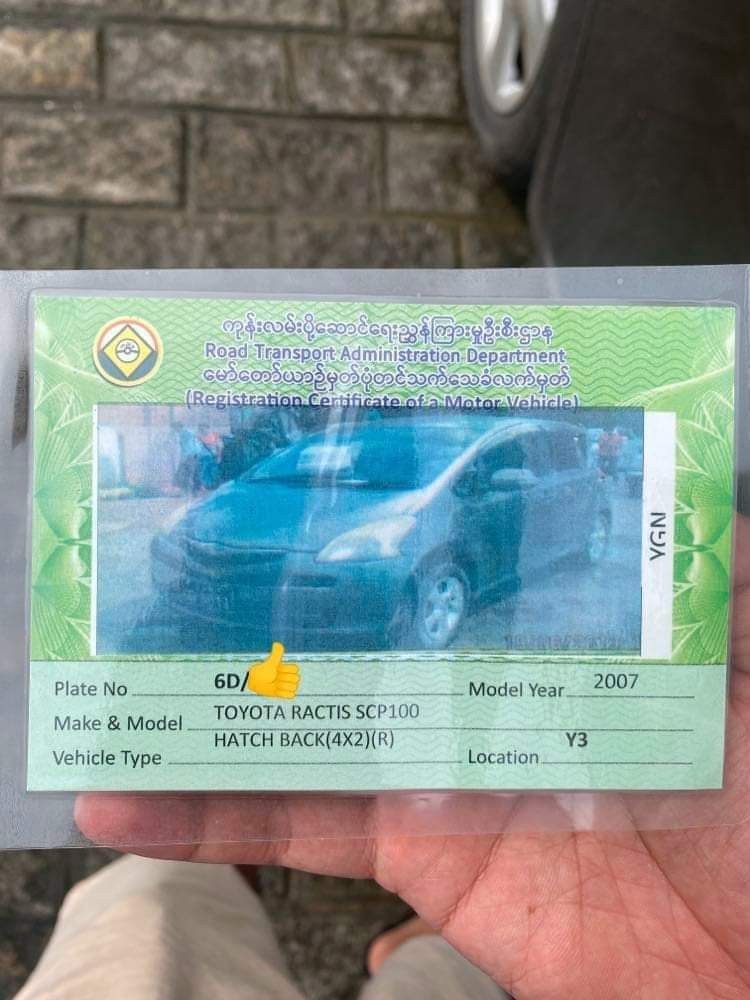 ကုန်းလမ်းပို့ဆောင်ရေးညွှန်ကြားမှုဦးစီးဌာန
Road Transport Administration Department
မော်တော်ယာဉ်မှတ်ပုံတင်သက်သေခံလက်မှတ်
(Registration Certificate of a Motor Vehicle)
YGN
Plate No 6D/ Model Year 2007
Make & Model TOYOTA RACTIS SCP100
Vehicle Type HATCH BACK(4X2)(R) Location Y3